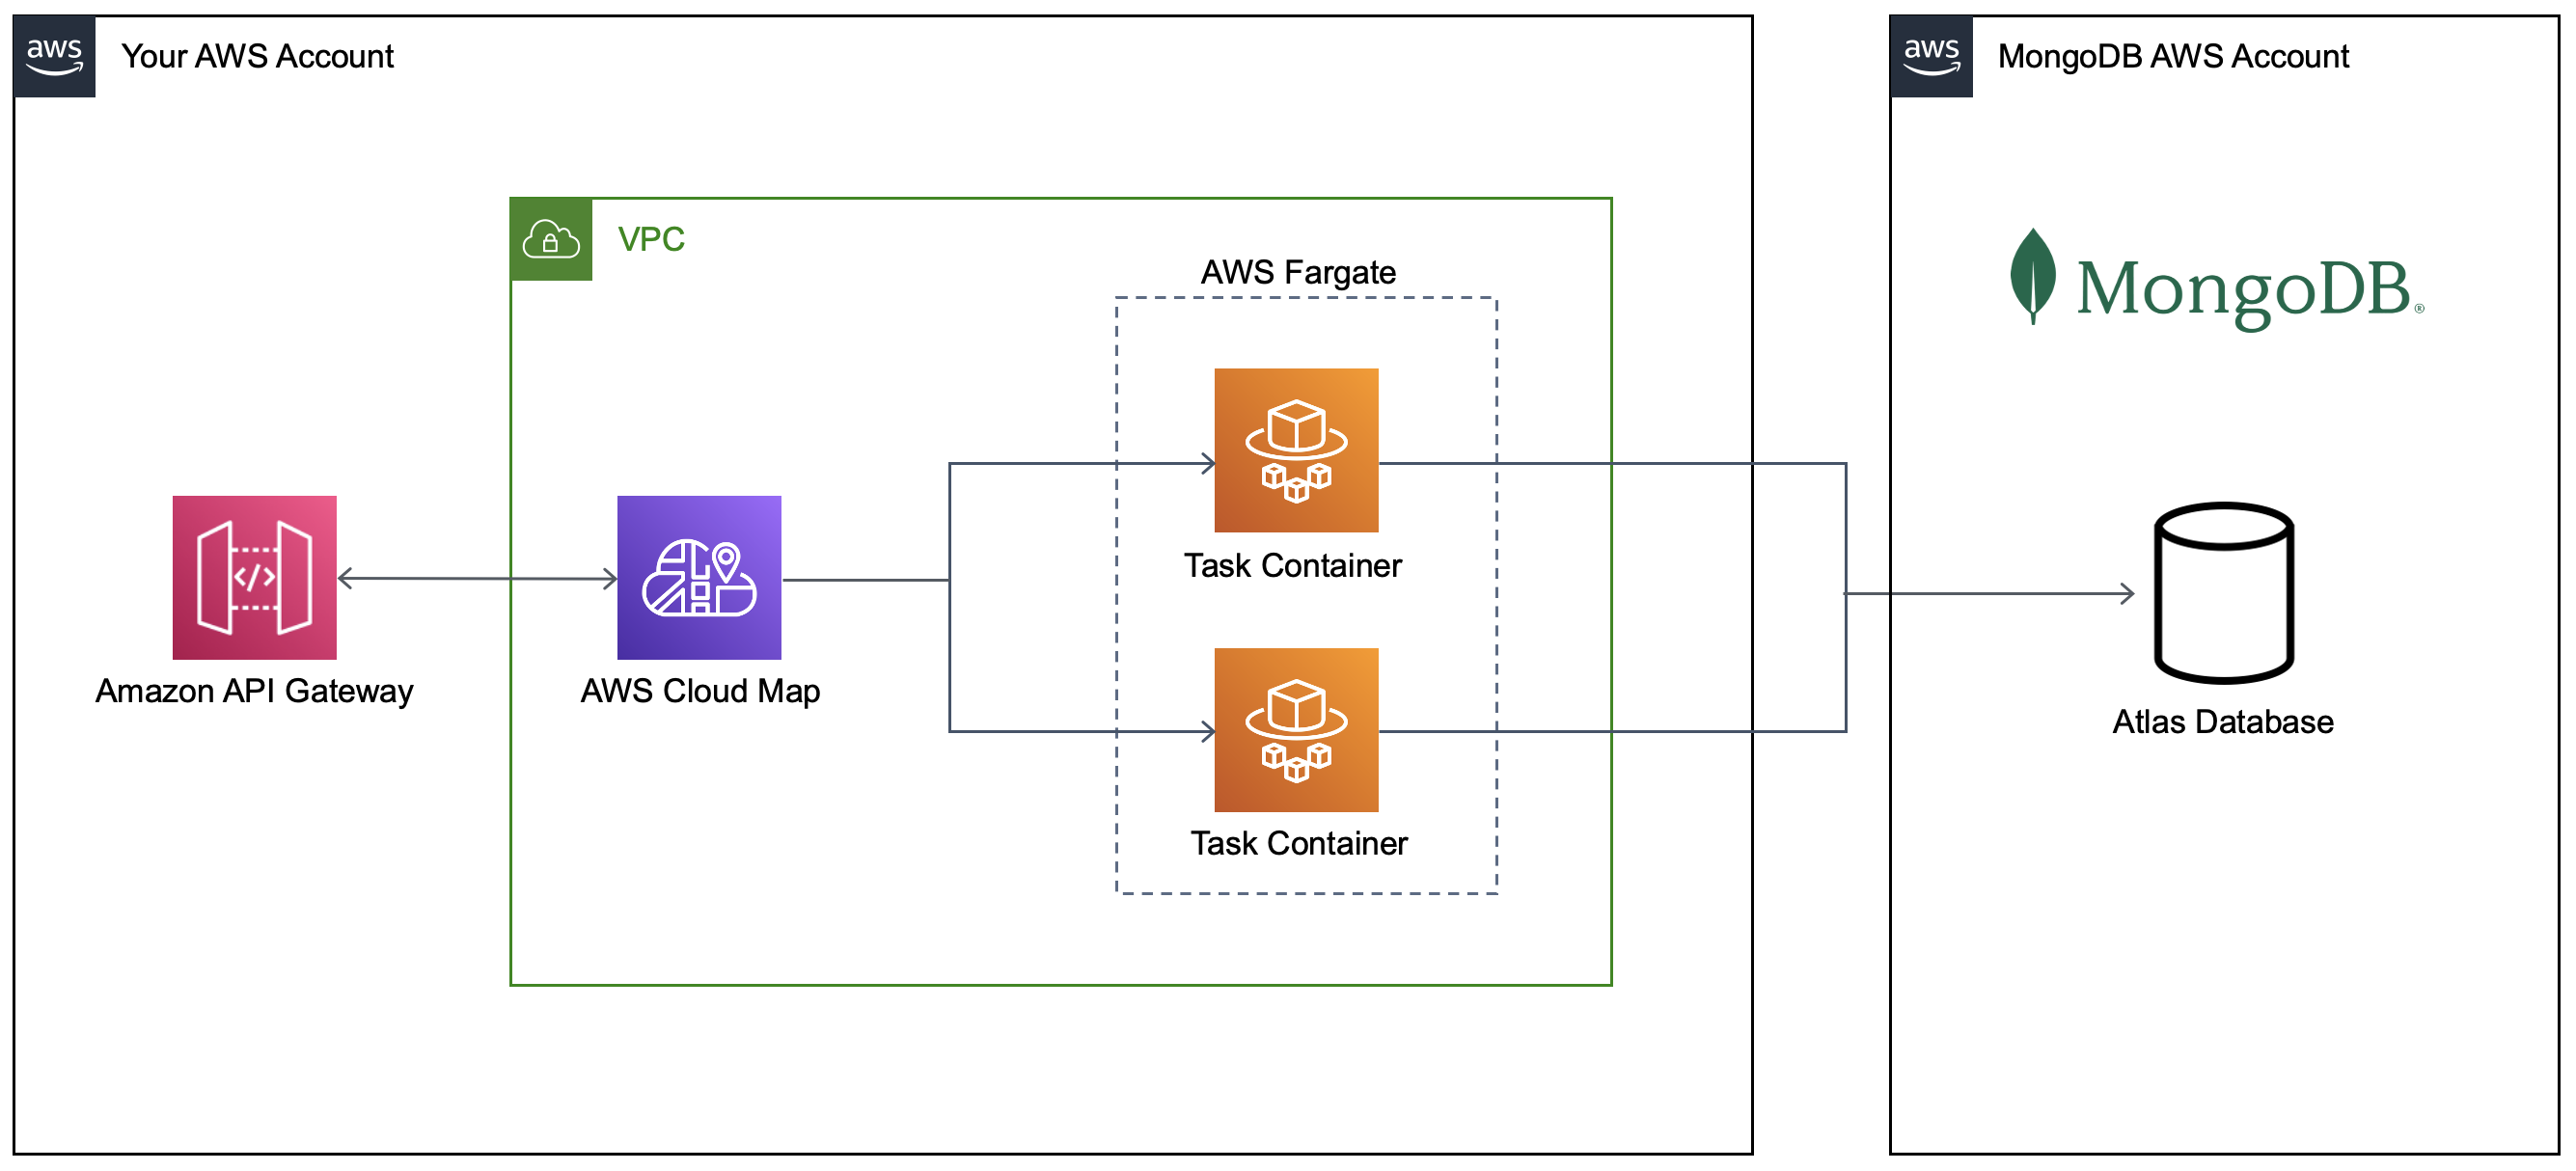 aws
Your AWS Account
aws
MongoDB AWS Account
VPC
AWS Fargate
MongoDB®
</>
Task Container
Amazon API Gateway
AWS Cloud Map
Atlas Database
Task Container